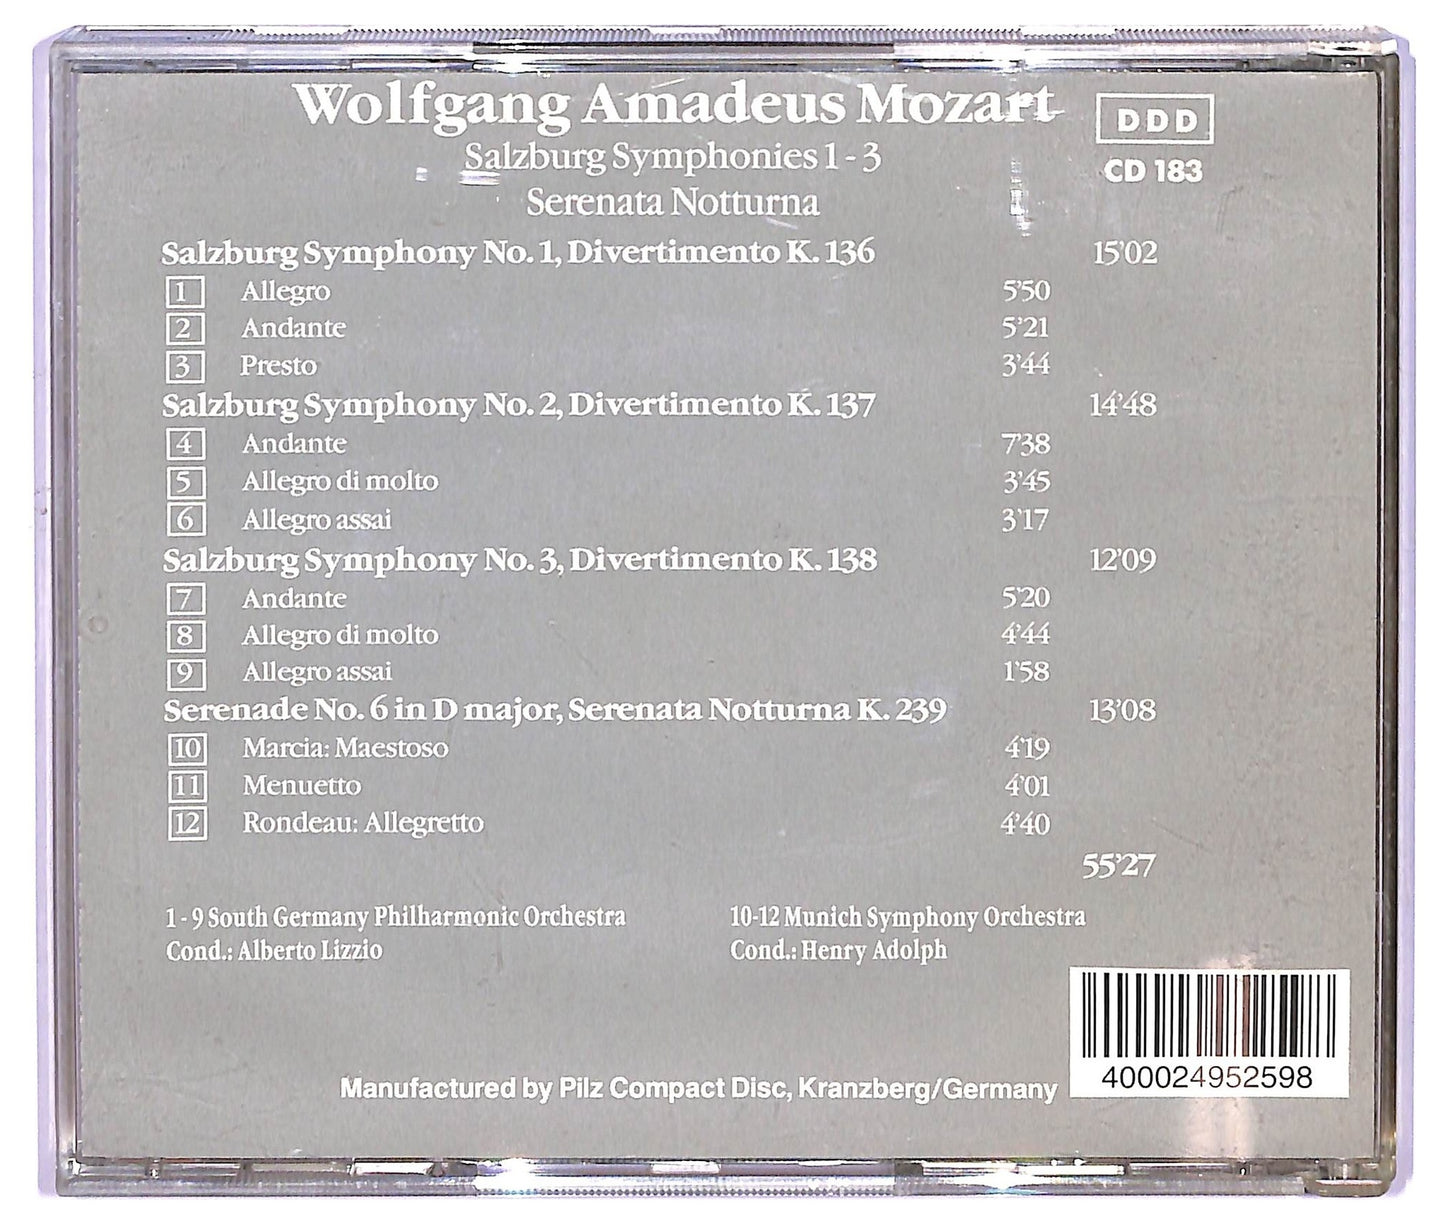 Wolfgang Amadeus Mozart
DDD
Salzburg Symphonies 1 - 3
CD 183
Serenata Notturna
Salzburg Symphony No. 1, Divertimento K. 136 15'02
1 Allegro 5'50
2 Andante 5'21
3 Presto 3'44
Salzburg Symphony No. 2, Divertimento K. 137 14'48
4 Andante 7'38
5 Allegro di molto 3'45
6 Allegro assai 3'17
Salzburg Symphony No. 3, Divertimento K. 138 12'09
7 Andante 5'20
8 Allegro di molto 4'44
9 Allegro assai 1'58
Serenade No. 6 in D major, Serenata Notturna K. 239 13'08
10 Marcia: Maestoso 4'19
11 Menuetto 4'01
12 Rondeau: Allegretto 4'40
55'27
1 - 9 South Germany Philharmonic Orchestra
Cond.: Alberto Lizzio
10-12 Munich Symphony Orchestra
Cond.: Henry Adolph
400024952598
Manufactured by Pilz Compact Disc, Kranzberg/Germany